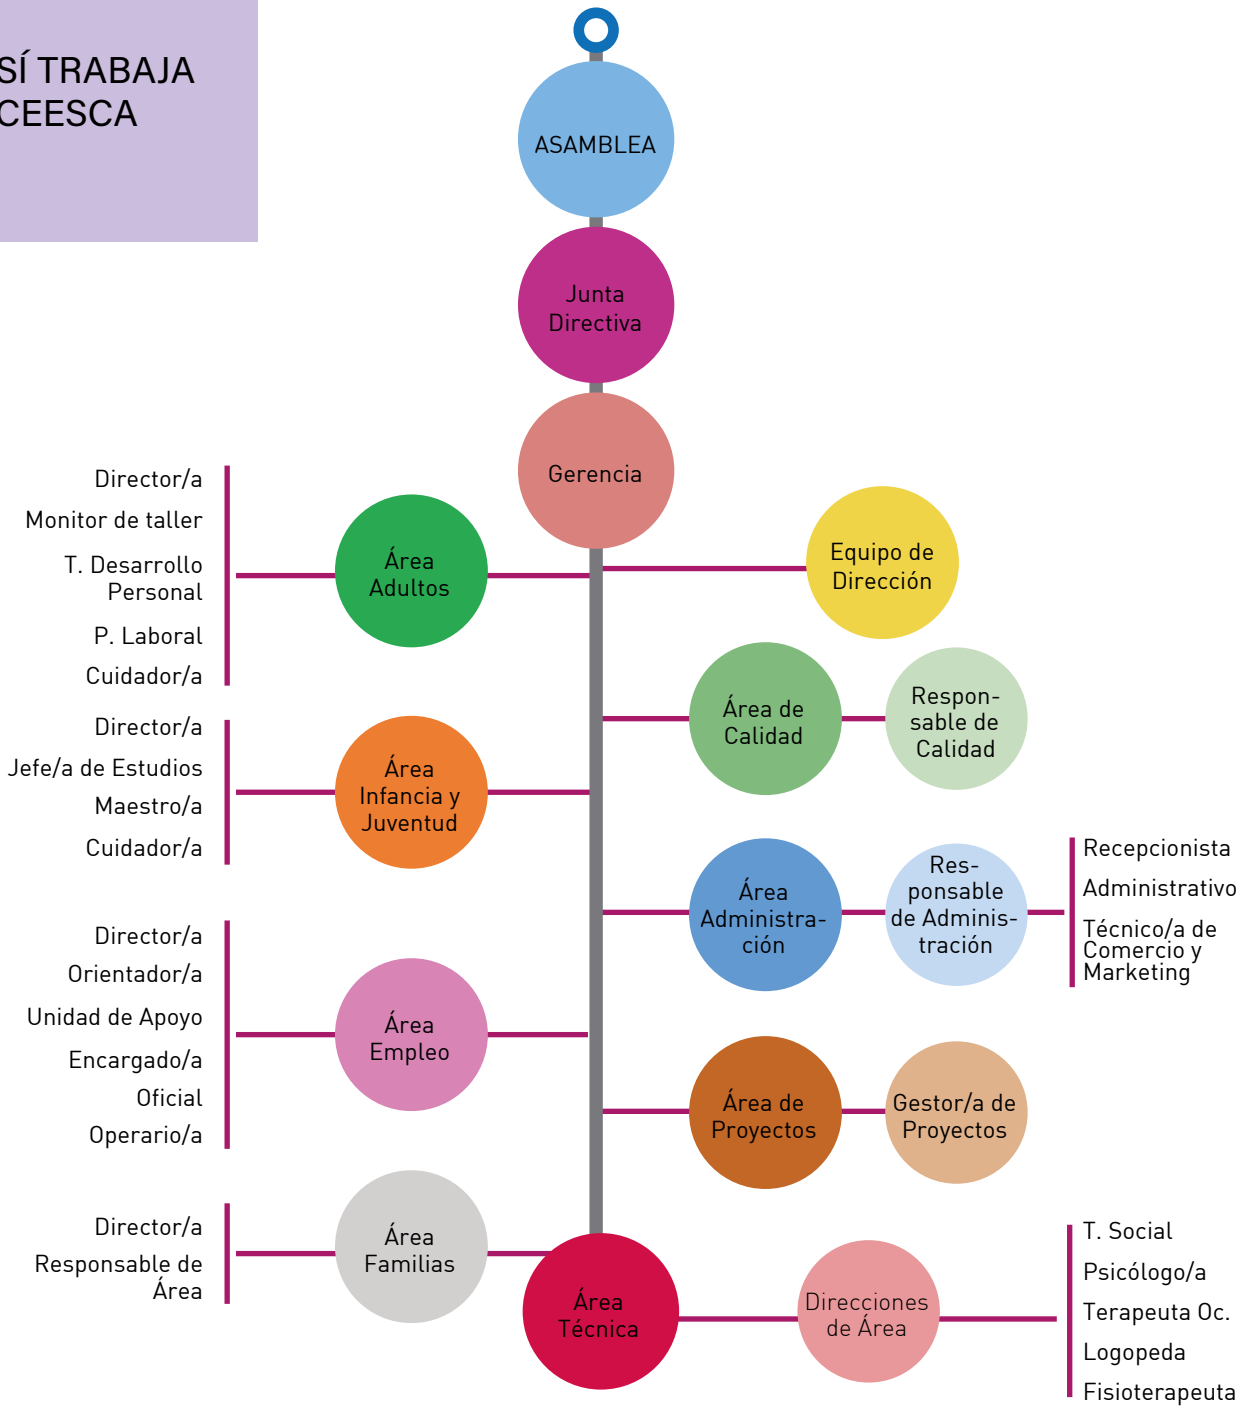 SÍ TRABAJA
CEESCA
ASAMBLEA
Junta
Directiva
Gerencia
Director/a
Monitor de taller
T. Desarrollo
Personal
P. Laboral
Cuidador/a
Área
Adultos
Equipo de
Dirección
Área de
Calidad
Respon-
sable de
Calidad
Director/a
Jefe/a de Estudios
Maestro/a
Cuidador/a
Área
Infancia y
Juventud
Área
Administra-
ción
Res-
ponsable
de Adminis-
tración
Recepcionista
Administrativo
Técnico/a de
Comercio y
Marketing
Director/a
Orientador/a
Unidad de Apoyo
Encargado/a
Oficial
Operario/a
Área
Empleo
Área de
Proyectos
Gestor/a de
Proyectos
Director/a
Responsable de
Área
Área
Familias
Área
Técnica
Direcciones
de Área
T. Social
Psicólogo/a
Terapeuta Oc.
Logopeda
Fisioterapeuta